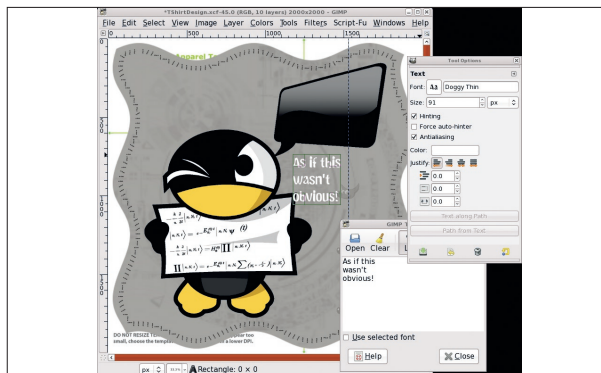 *TShirtDesign.xcf-45.0 (RGB, 10 layers) 2000x2000 – GIMP
File Edit Select View Image Layer Colors Tools Filters Script-Fu Windows Help
0 500 1000 1500
Apparel
As if this
wasn't
obvious!
DO NOT RESIZE
small, choose the a lower DPI.
px Rectangle: 0 × 0
Tool Options
Text
Font: Aa Doggy Thin
Size: 91 px
Hinting
Force auto-hinter
Antialiasing
Color:
Justify:
0.0
0.0
0.0
Text along Path
Path from Text
GIMP
Open Clear
As if this
wasn't
obvious!
Use selected font
Help Close